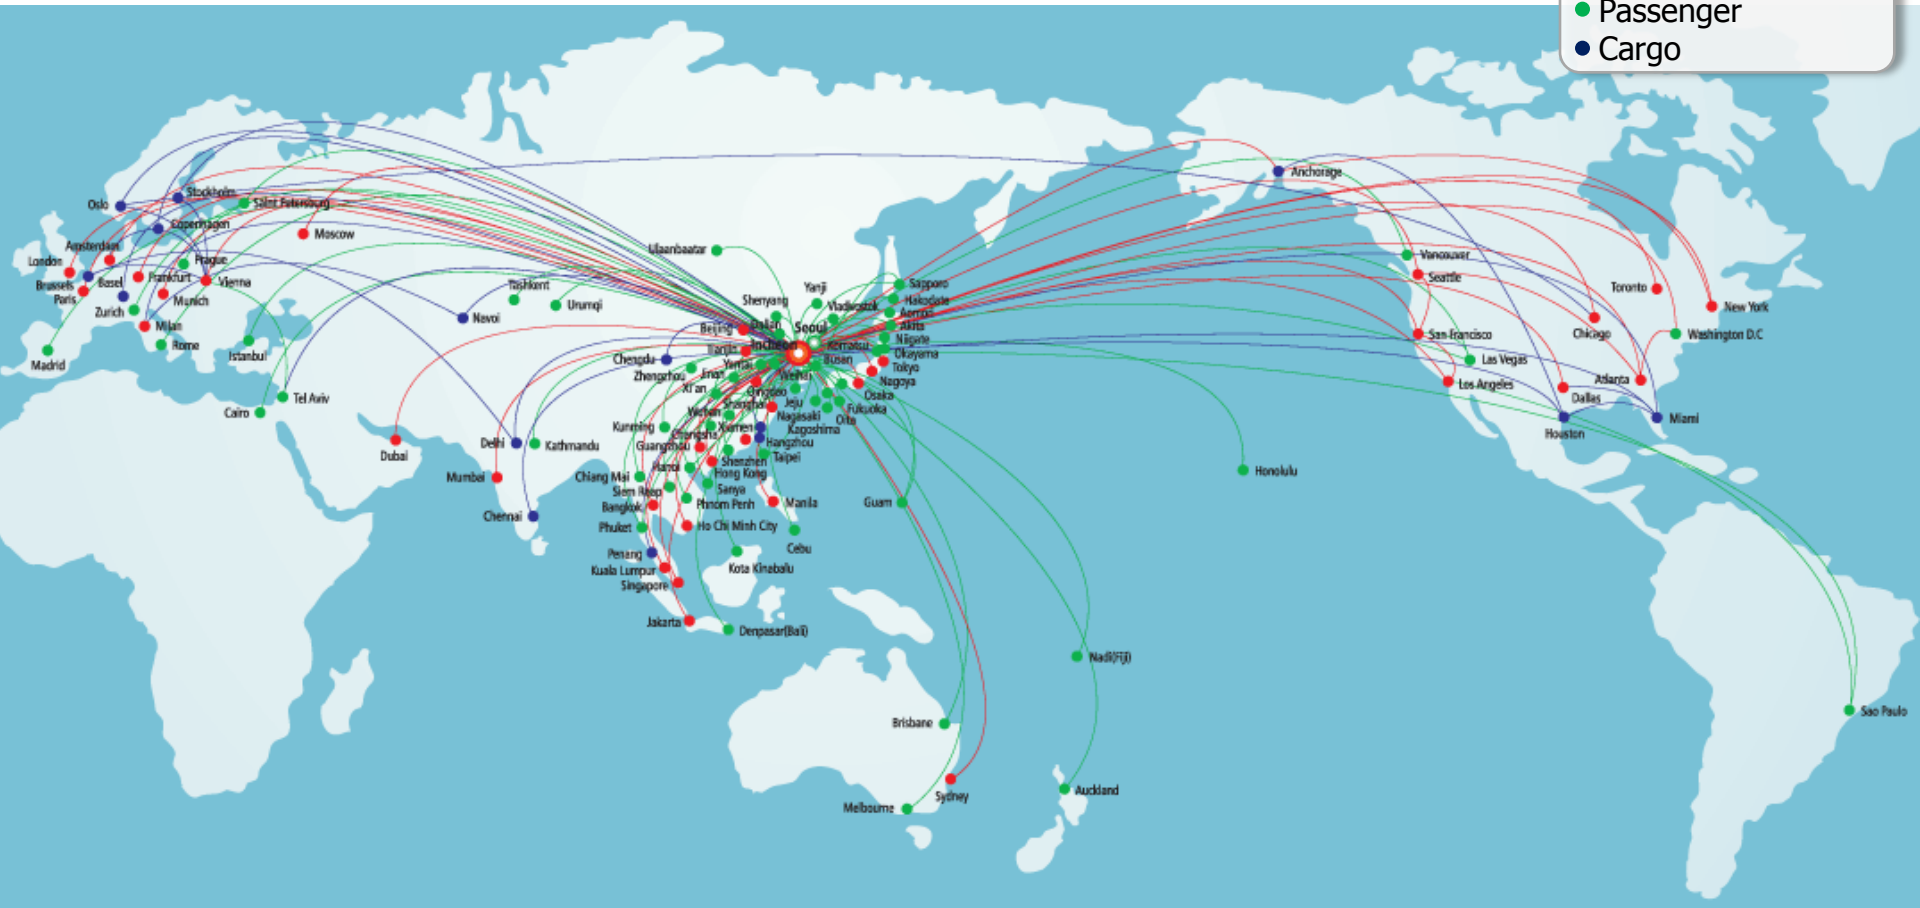 Passenger
Cargo
Anchorage
Stockholm
Oslo
Saint Petersburg
Copenhagen
Moscow
Amsterdam
Ulaanbaatar
Vancouver
London
Prague
Seattle
Brussels
Basel
Frankfurt
Vienna
Sapporo
Toronto
Tashkent
Yanji
Paris
Munich
Urumqi
Shenyang
Vladivostok
Hakodate
New York
Zurich
Navoi
Aomori
Milan
Beijing
Dalian
Seoul
Akita
San Francisco
Chicago
Washington D.C
Rome
Incheon
Komatsu
Niigate
Istanbul
Tianjin
Okayama
Madrid
Chengdu
Yantai
Busan
Tokyo
Las Vegas
Zhengzhou
Jinan
Weihai
Nagoya
Los Angeles
Atlanta
Xi'an
Qingdao
Osaka
Dallas
Tel Aviv
Shanghai
Jeju
Fukuoka
Cairo
Wuhan
Nagasaki
Oita
Miami
Kunming
Changsha
Xiamen
Kagoshima
Houston
Delhi
Kathmandu
Guangzhou
Hangzhou
Dubai
Shenzhen
Taipei
Hanoi
Honolulu
Mumbai
Chiang Mai
Hong Kong
Siem Reap
Sanya
Bangkok
Phnom Penh
Manila
Guam
Chennai
Phuket
Ho Chi Minh City
Cebu
Penang
Kuala Lumpur
Kota Kinabalu
Singapore
Jakarta
Denpasar(Bali)
Nadi(Fiji)
Sao Paulo
Brisbane
Auckland
Sydney
Melbourne